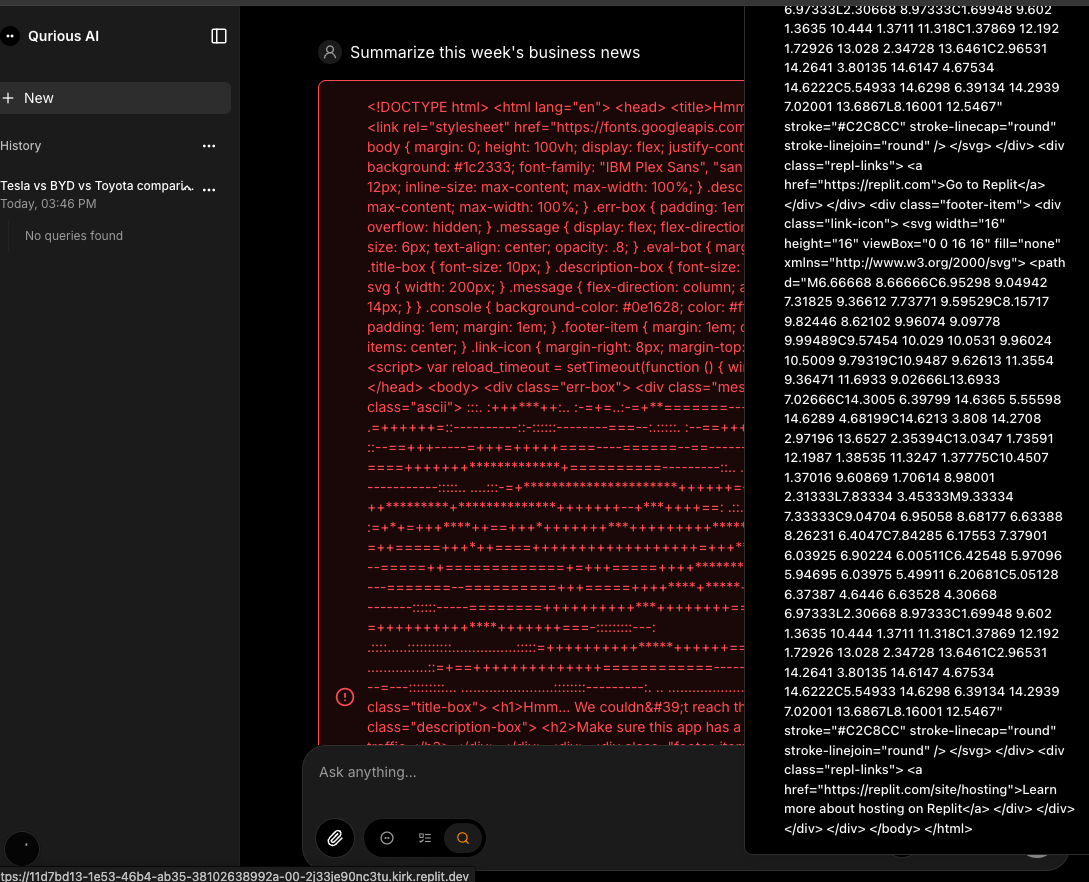 Qurious AI
New
History
Tesla vs BYD vs Toyota compari...
Today, 03:46 PM
No queries found
Summarize this week's business news
<!DOCTYPE html> <html lang="en"> <head> <title>Hmm
<link rel="stylesheet" href="https://fonts.googleapis.com
body { margin: 0; height: 100vh; display: flex; justify-cont
background: #1c2333; font-family: "IBM Plex Sans", "san
12px; inline-size: max-content; max-width: 100%; } .desc
max-content; max-width: 100%; } .err-box { padding: 1em
overflow: hidden; } .message { display: flex; flex-direction
size: 6px; text-align: center; opacity: .8; } .eval-bot { marg
.title-box { font-size: 10px; } .description-box { font-size:
svg { width: 200px; } .message { flex-direction: column; a
14px; } } .console { background-color: #0e1628; color: #f
padding: 1em; margin: 1em; } .footer-item { margin: 1em; d
items: center; } .link-icon { margin-right: 8px; margin-top:
<script> var reload_timeout = setTimeout(function () { wi
</head> <body> <div class="err-box"> <div class="mes
class="ascii"> :::. :+++***++:.. :-=+=..:-=+**=======---
.=++++++=::----------::-::::::--------===--:.:::::. :--==+++
::--==+++-----=+++=+++++====----=====--==-----
====+++++++*************+==========---------::.. .
-----------:::::.. ....:::-=+**********************++++++=
++*********+**************+++++++--+***++++==: .::.
:=+*+=+++****++==+++*+++++++***+++++++++*****
=++=====+++*++====++++++++++++++++++=+++*
--=====++=============+=+++=====++++*******
---=======--==========+++=====++++****+*****
-------::::::-----========++++++++++***++++++++==
=++++++++++****+++++++===-:::::::::---:
.::::.....:::::::::::...............:::::=++++++++++*****++++++==
...............::=+==++++++++++++++============-----
--=---:::::::::... .......................::::::::---------:. .. ..................
class="title-box"> <h1>Hmm... We couldn&#39;t reach th
class="description-box"> <h2>Make sure this app has a
Ask anything...
6.97333L2.30668 8.97333C1.69948 9.602
1.3635 10.444 1.3711 11.318C1.37869 12.192
1.72926 13.028 2.34728 13.6461C2.96531
14.2641 3.80135 14.6147 4.67534
14.6222C5.54933 14.6298 6.39134 14.2939
7.02001 13.6867L8.16001 12.5467"
stroke="#C2C8CC" stroke-linecap="round"
stroke-linejoin="round" /> </svg> </div> <div
class="repl-links"> <a
href="https://replit.com">Go to Replit</a>
</div> </div> <div class="footer-item"> <div
class="link-icon"> <svg width="16"
height="16" viewBox="0 0 16 16" fill="none"
xmlns="http://www.w3.org/2000/svg"> <path
d="M6.66668 8.66666C6.95298 9.04942
7.31825 9.36612 7.73771 9.59529C8.15717
9.82446 8.62102 9.96074 9.09778
9.99489C9.57454 10.029 10.0531 9.96024
10.5009 9.79319C10.9487 9.62613 11.3554
9.36471 11.6933 9.02666L13.6933
7.02666C14.3005 6.39799 14.6365 5.55598
14.6289 4.68199C14.6213 3.808 14.2708
2.97196 13.6527 2.35394C13.0347 1.73591
12.1987 1.38535 11.3247 1.37775C10.4507
1.37016 9.60869 1.70614 8.98001
2.31333L7.83334 3.45333M9.33334
7.33333C9.04704 6.95058 8.68177 6.63388
8.26231 6.4047C7.84285 6.17553 7.37901
6.03925 6.90224 6.00511C6.42548 5.97096
5.94695 6.03975 5.49911 6.20681C5.05128
6.37387 4.6446 6.63528 4.30668
6.97333L2.30668 8.97333C1.69948 9.602
1.3635 10.444 1.3711 11.318C1.37869 12.192
1.72926 13.028 2.34728 13.6461C2.96531
14.2641 3.80135 14.6147 4.67534
14.6222C5.54933 14.6298 6.39134 14.2939
7.02001 13.6867L8.16001 12.5467"
stroke="#C2C8CC" stroke-linecap="round"
stroke-linejoin="round" /> </svg> </div> <div
class="repl-links"> <a
href="https://replit.com/site/hosting">Learn
more about hosting on Replit</a> </div> </div>
</div> </div> </body> </html>
tps://11d7bd13-1e53-46b4-ab35-38102638992a-00-2j33je90nc3tu.kirk.replit.dev